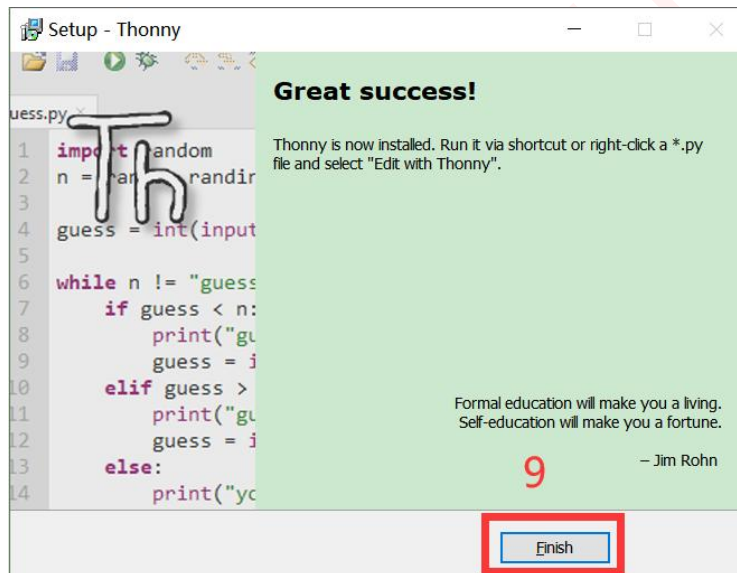 Setup - Thonny
uess.py
Th
Great success!
Thonny is now installed. Run it via shortcut or right-click a *.py
file and select "Edit with Thonny".
1 import random
2 n = randin
3
4 guess = int(input
5
6 while n != "guess
7 if guess < n:
8 print("gu
9 guess = i
10 elif guess >
11 print("gu
12 guess = i
13 else:
14 print("yo
Formal education will make you a living.
Self-education will make you a fortune.
– Jim Rohn
9
Finish